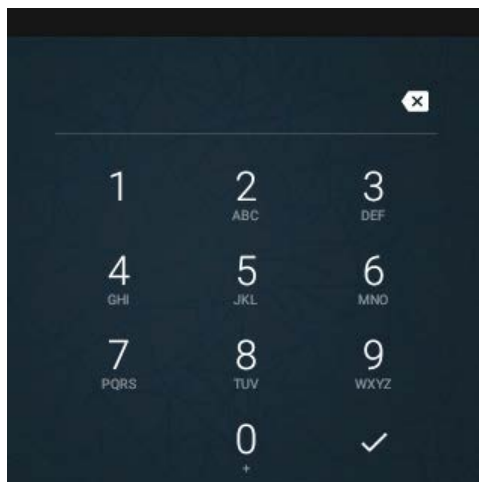 1 2 3
ABC DEF
4 5 6
GHI JKL MNO
7 8 9
PQRS TUV WXYZ
0
+